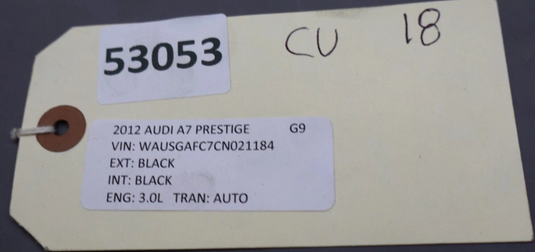 53053 CU 18
2012 AUDI A7 PRESTIGE G9
VIN: WAUSGAFC7CN021184
EXT: BLACK
INT: BLACK
ENG: 3.0L TRAN: AUTO